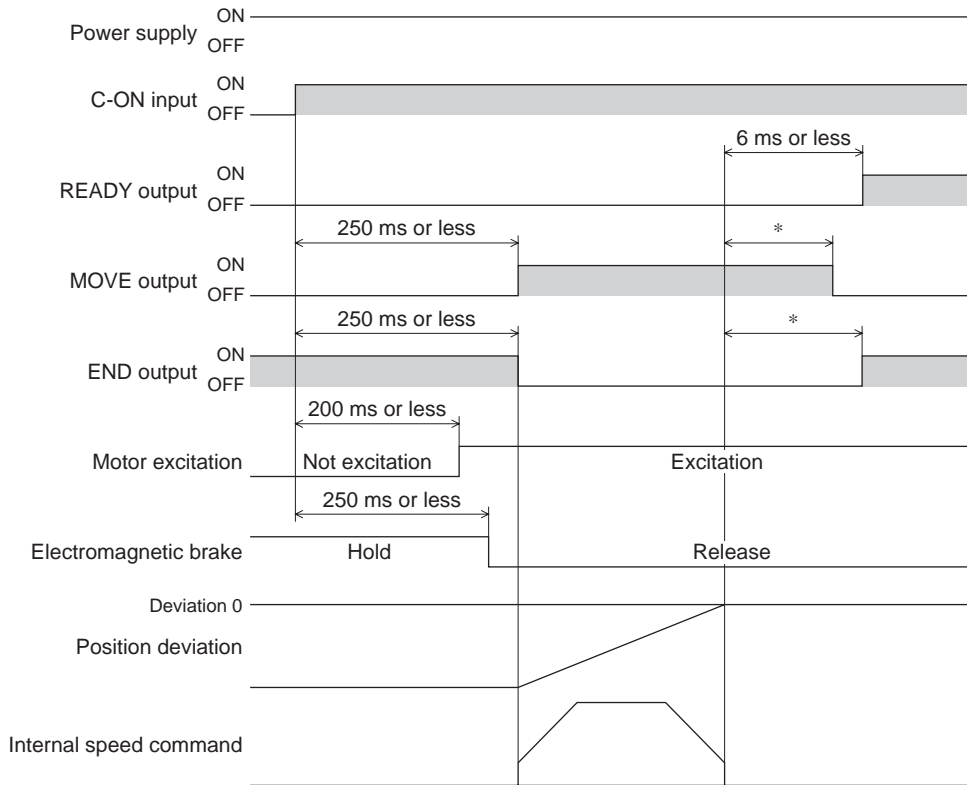 Power supply
ON
OFF
C-ON input
ON
OFF
6 ms or less
READY output
ON
OFF
250 ms or less
*
MOVE output
ON
OFF
250 ms or less
*
END output
ON
OFF
200 ms or less
Motor excitation
Not excitation
Excitation
250 ms or less
Electromagnetic brake
Hold
Release
Deviation 0
Position deviation
Internal speed command